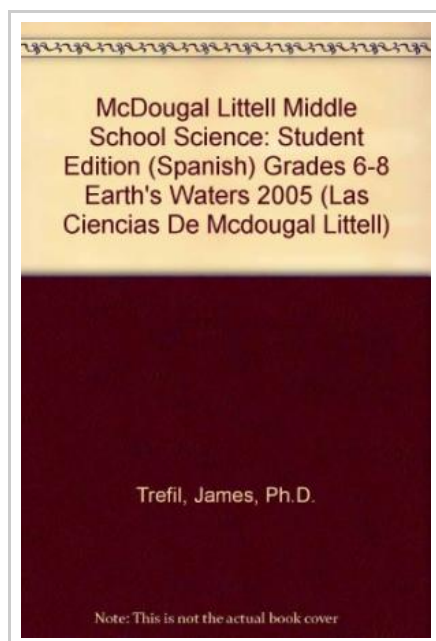 McDougal Littell Middle
School Science: Student
Edition (Spanish) Grades 6-8
Earth's Waters 2005 (Las
Ciencias De Mcdougal Littell)
Trefil, James, Ph.D.
Note: This is not the actual book cover